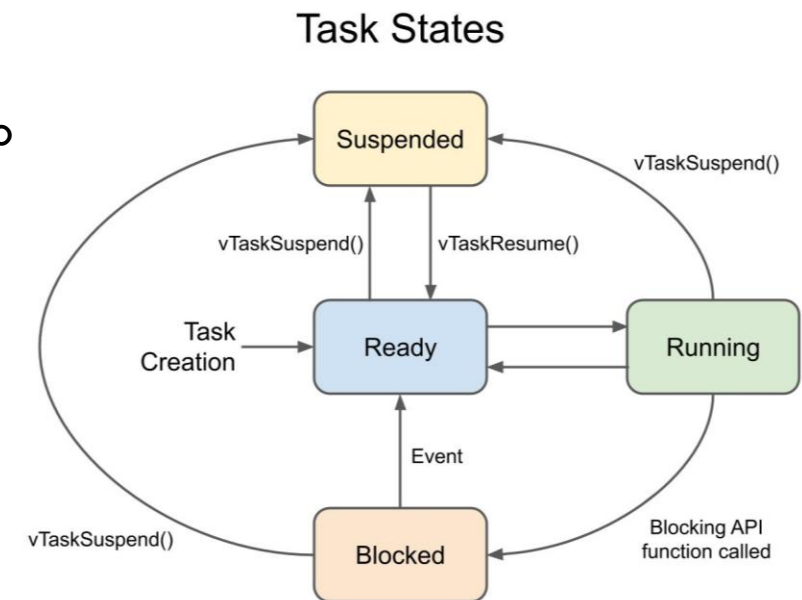 Task States
Suspended
vTaskSuspend()
vTaskSuspend()
vTaskResume()
Task
Creation
Ready
Running
Event
vTaskSuspend()
Blocked
Blocking API
function called